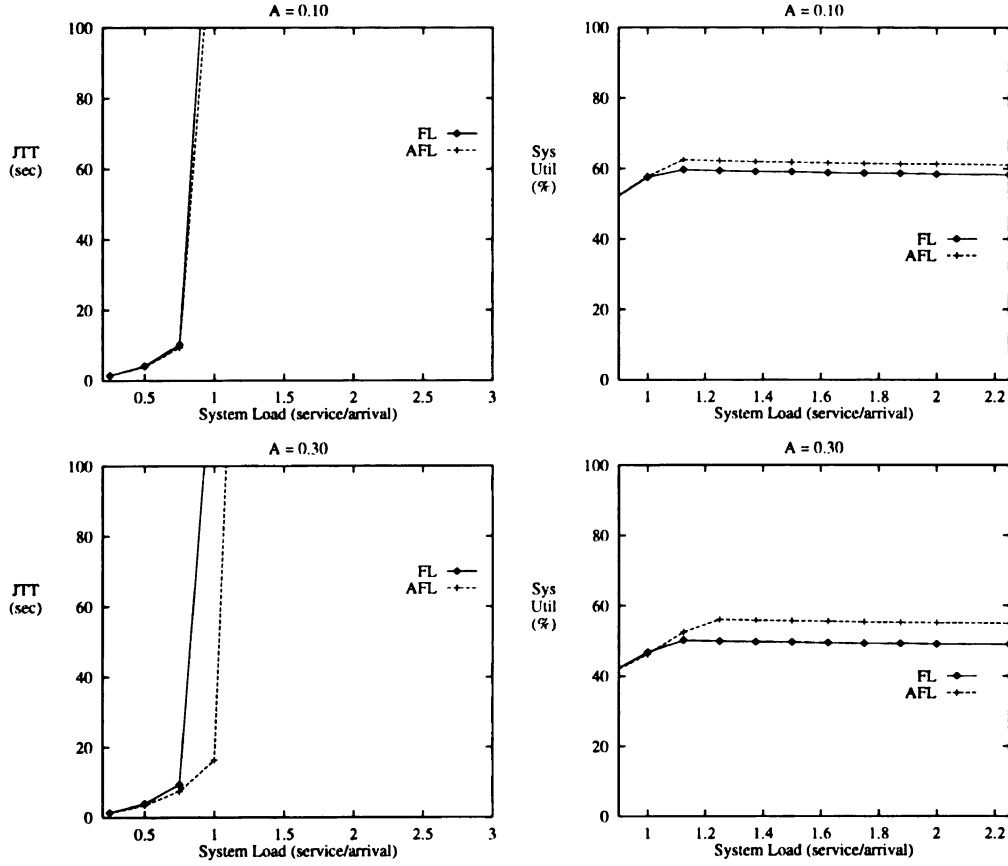 A = 0.10
100
80
60
40
20
0
JTT
(sec)
FL
AFL
0.5
1
1.5
2
2.5
3
System Load (service/arrival)
A = 0.10
100
80
60
40
20
0
Sys
Util
(%)
FL
AFL
1
1.2
1.4
1.6
1.8
2
2.2
System Load (service/arrival)
A = 0.30
100
80
60
40
20
0
JTT
(sec)
FL
AFL
0.5
1
1.5
2
2.5
3
System Load (service/arrival)
A = 0.30
100
80
60
40
20
0
Sys
Util
(%)
FL
AFL
1
1.2
1.4
1.6
1.8
2
2.2
System Load (service/arrival)